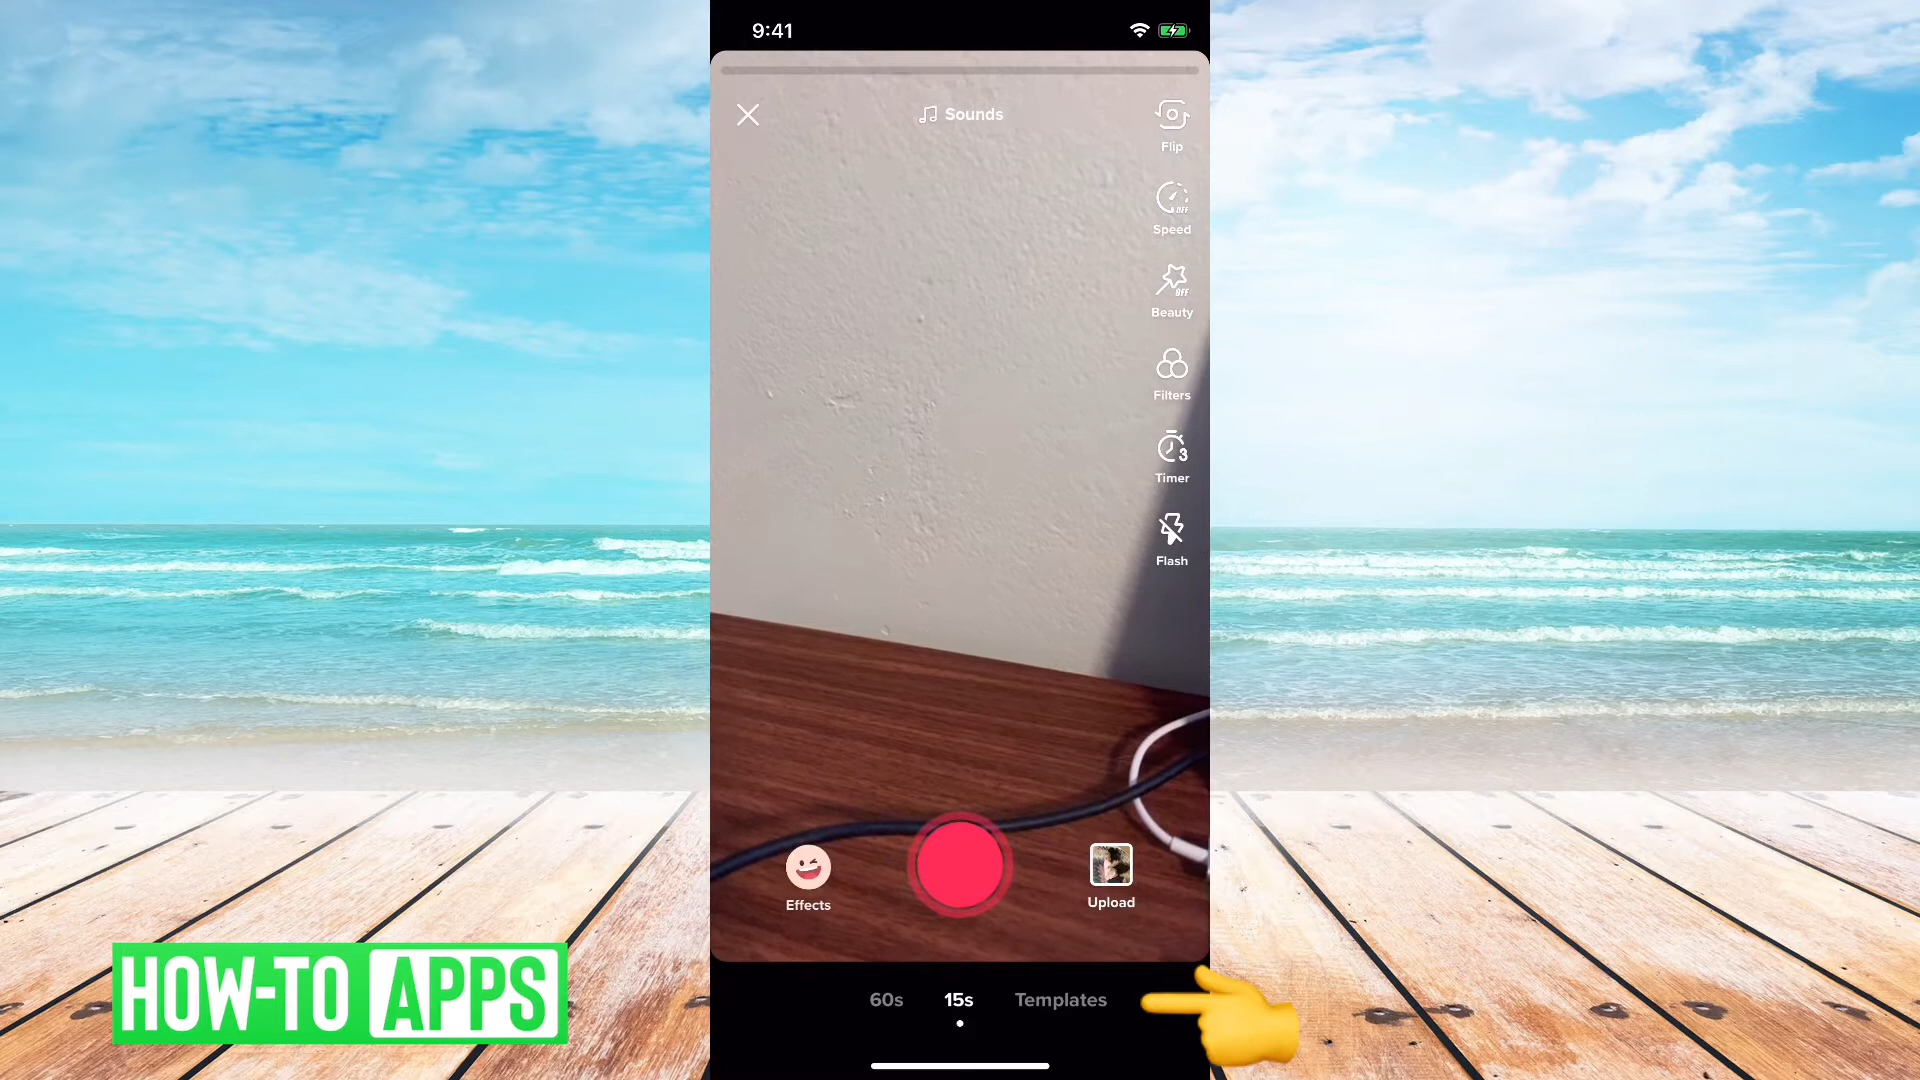 9:41
Sounds
Flip
OFF
Speed
OFF
Beauty
Filters
3
Timer
Flash
Effects
Upload
60s 15s Templates
HOW-TO APPS